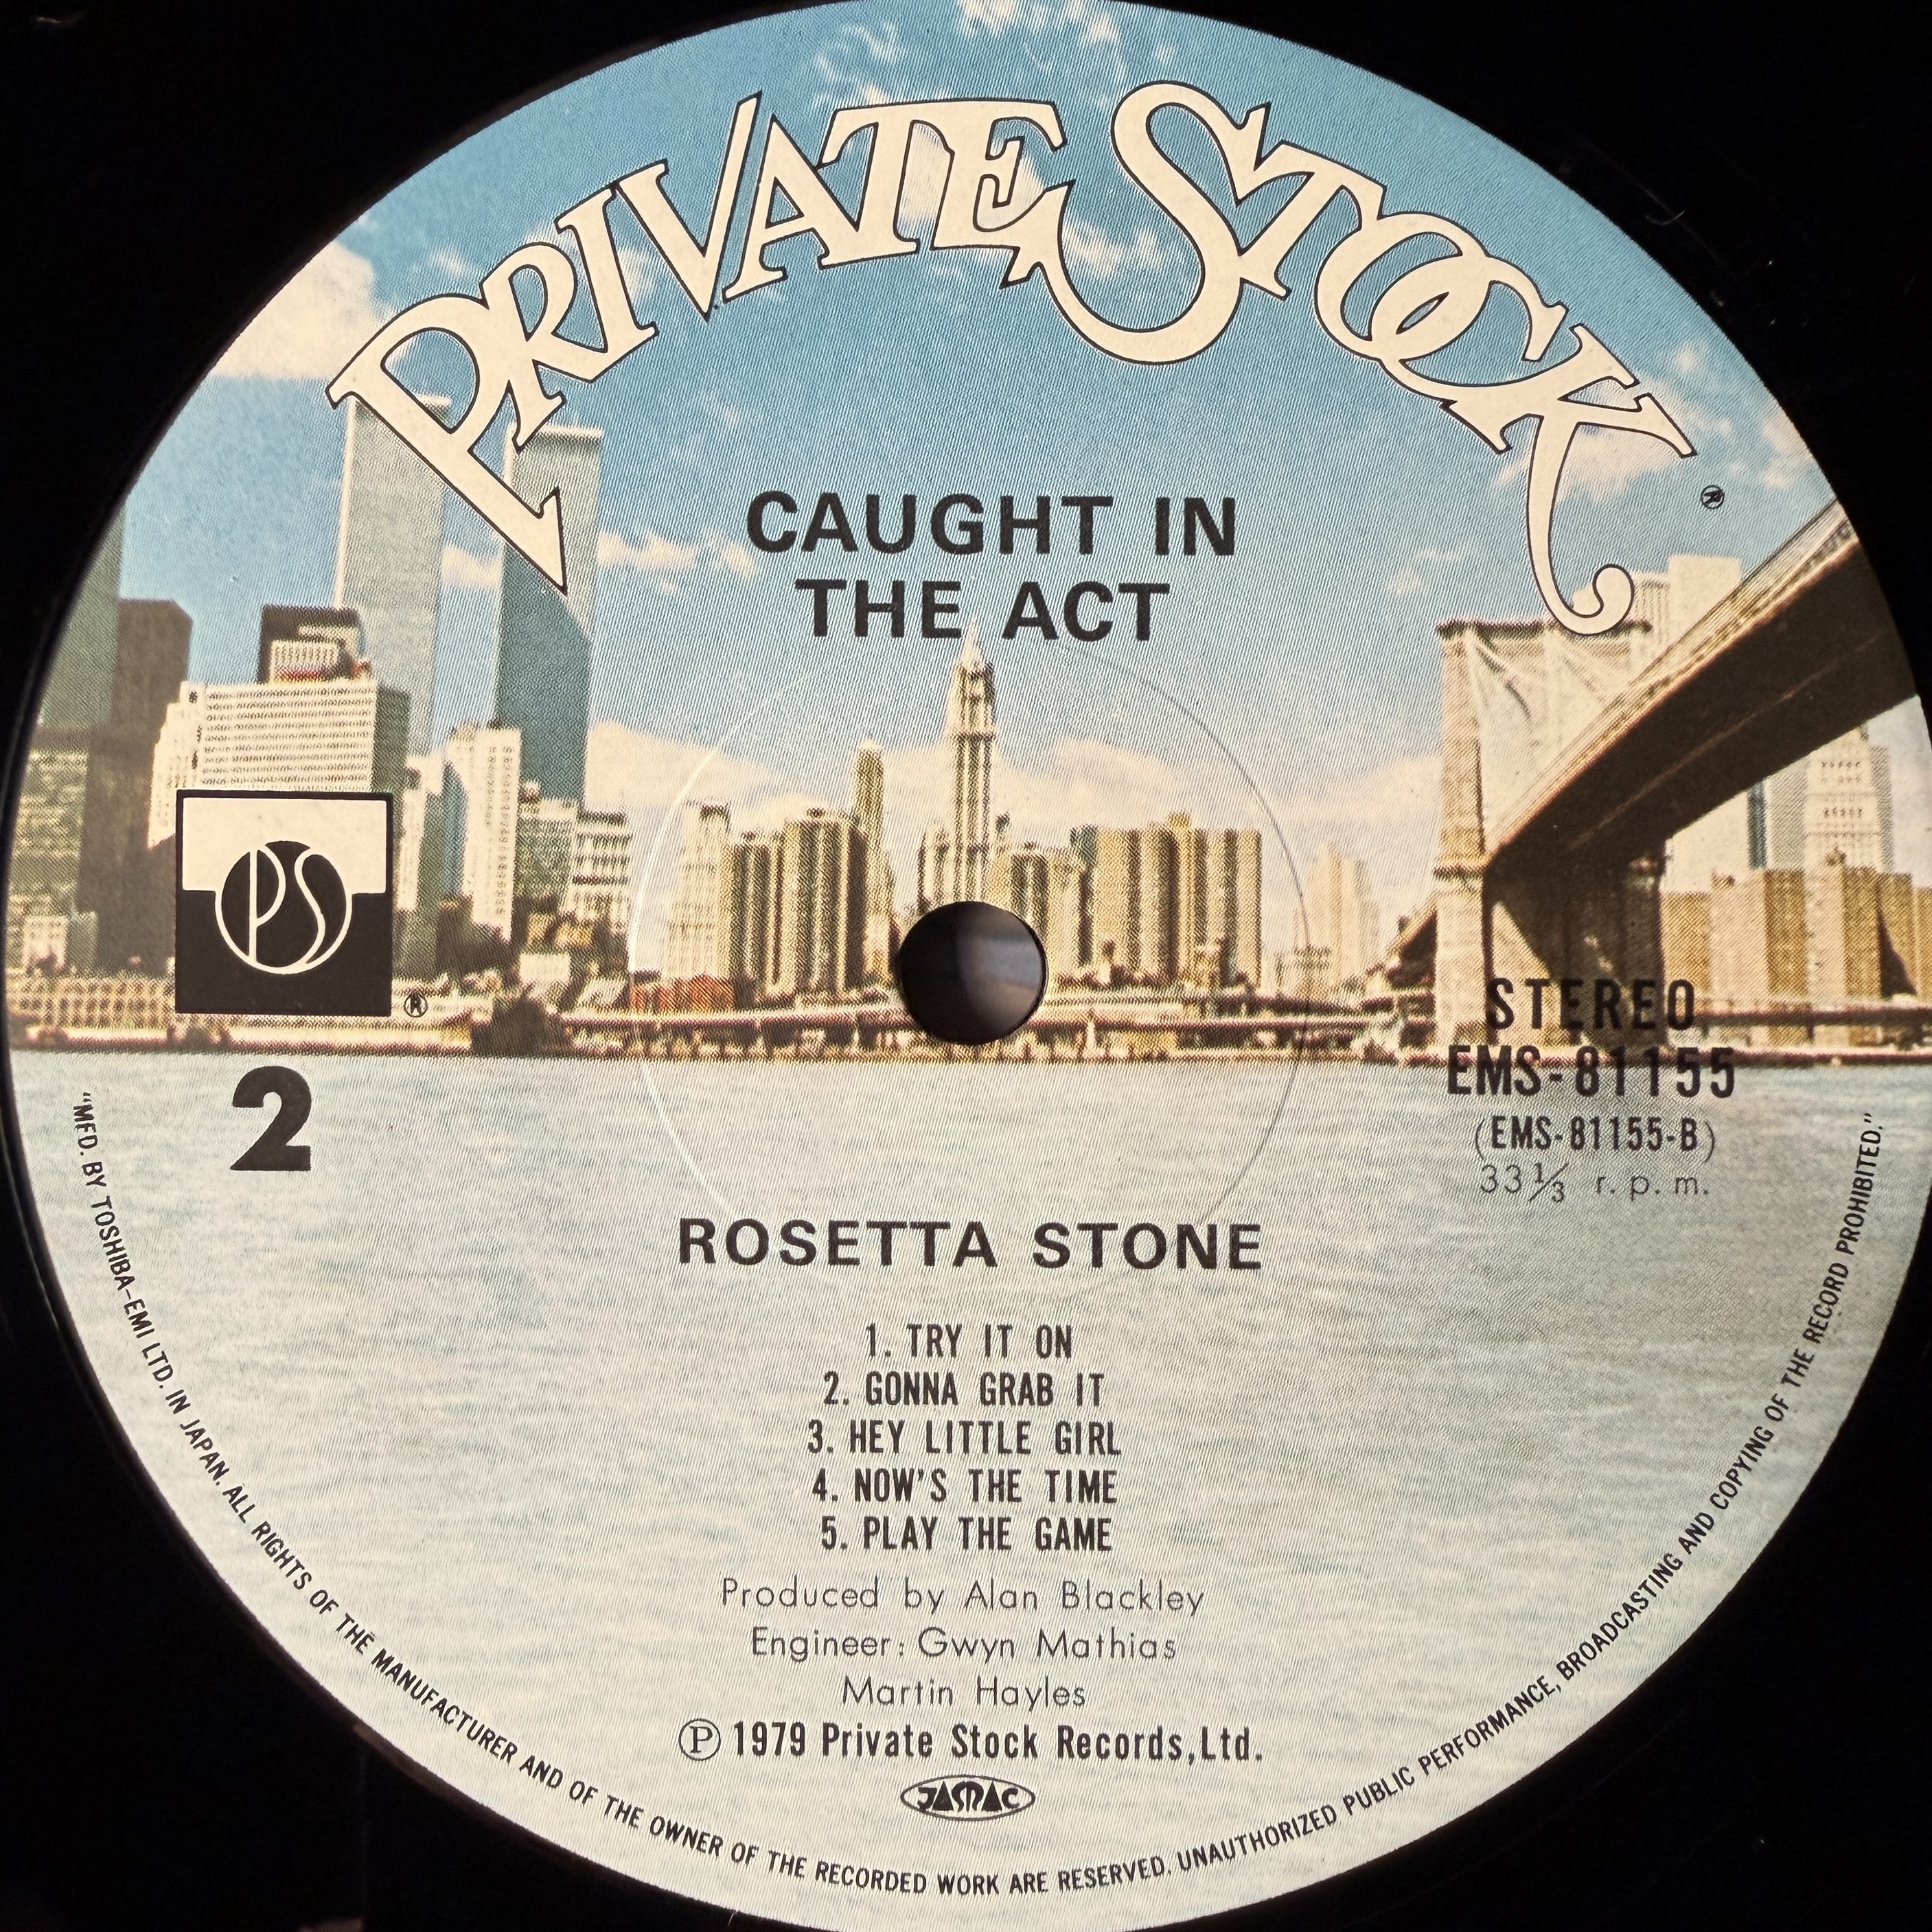 PRIVATE STOCK
®
CAUGHT IN
THE ACT
PS
®
2
STEREO
EMS-81155
(EMS-81155-B)
33⅓ r.p.m.
ROSETTA STONE
1. TRY IT ON
2. GONNA GRAB IT
3. HEY LITTLE GIRL
4. NOW'S THE TIME
5. PLAY THE GAME
Produced by Alan Blackley
Engineer: Gwyn Mathias
Martin Hayles
Ⓟ 1979 Private Stock Records,Ltd.
JASRAC
"MFD. BY TOSHIBA-EMI LTD. IN JAPAN. ALL RIGHTS OF THE MANUFACTURER AND OF THE OWNER OF THE RECORDED WORK ARE RESERVED. UNAUTHORIZED PUBLIC PERFORMANCE, BROADCASTING AND COPYING OF THE RECORD PROHIBITED."